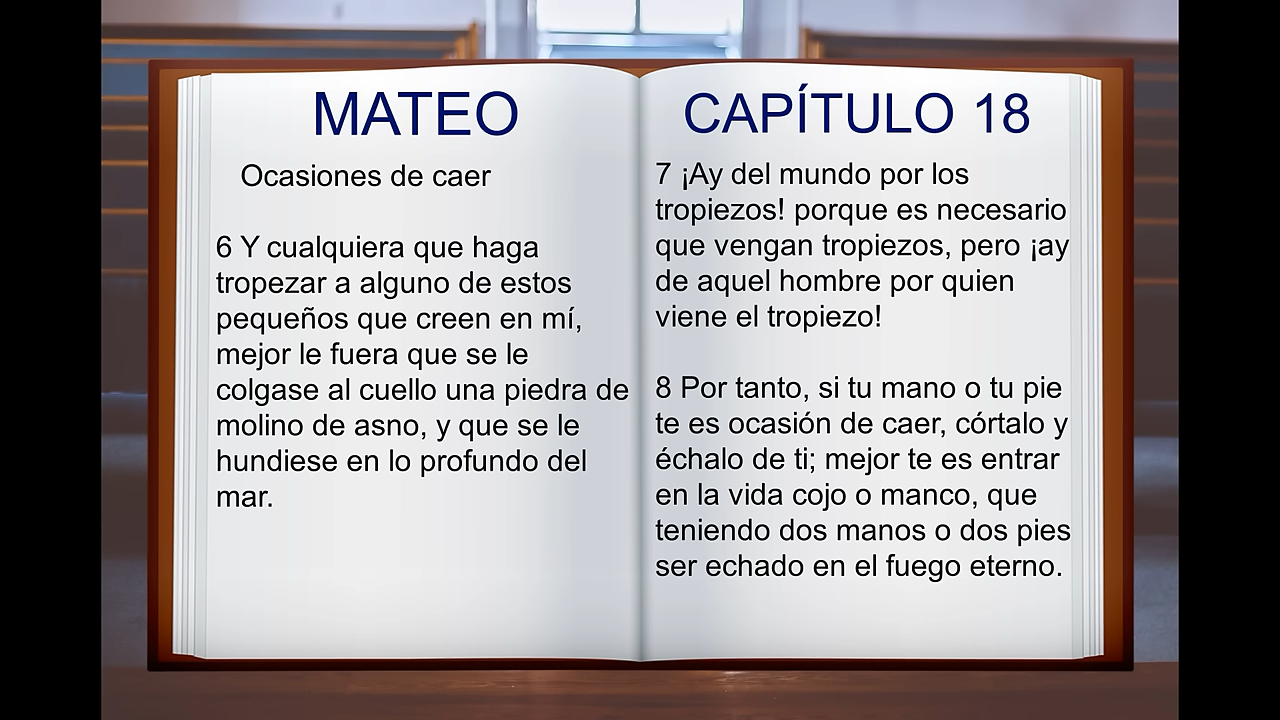 MATEO
Ocasiones de caer
6 Y cualquiera que haga
tropezar a alguno de estos
pequeños que creen en mí,
mejor le fuera que se le
colgase al cuello una piedra de
molino de asno, y que se le
hundiese en lo profundo del
mar.
CAPÍTULO 18
7 ¡Ay del mundo por los
tropiezos! porque es necesario
que vengan tropiezos, pero ¡ay
de aquel hombre por quien
viene el tropiezo!
8 Por tanto, si tu mano o tu pie
te es ocasión de caer, córtalo y
échalo de ti; mejor te es entrar
en la vida cojo o manco, que
teniendo dos manos o dos pies
ser echado en el fuego eterno.